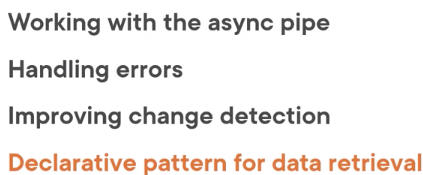 Working with the async pipe
Handling errors
Improving change detection
Declarative pattern for data retrieval